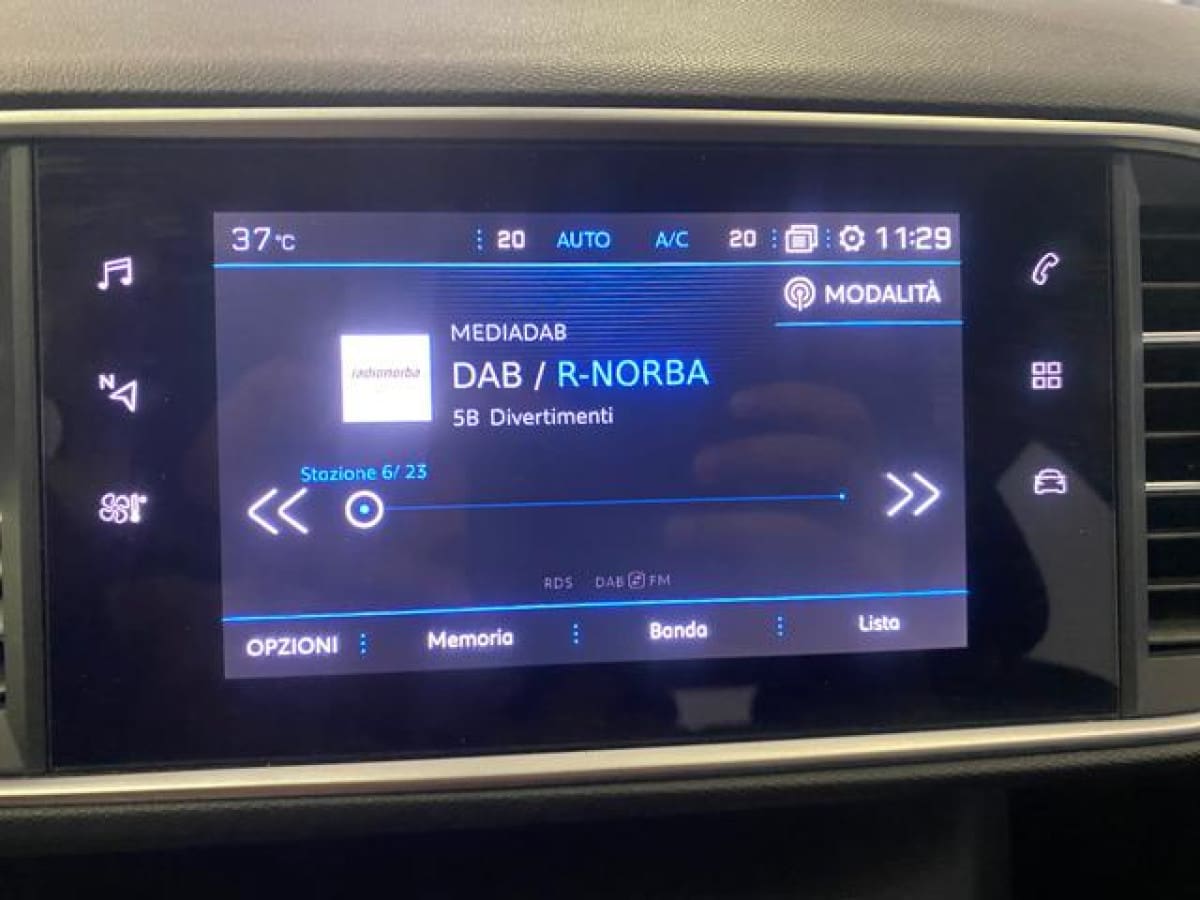 37°C 20 AUTO A/C 20 11:29
MODALITÀ
MEDIADAB
radionorba
DAB / R-NORBA
5B Divertimenti
Stazione 6/ 23
N
RDS DAB FM
OPZIONI Memoria Banda Lista